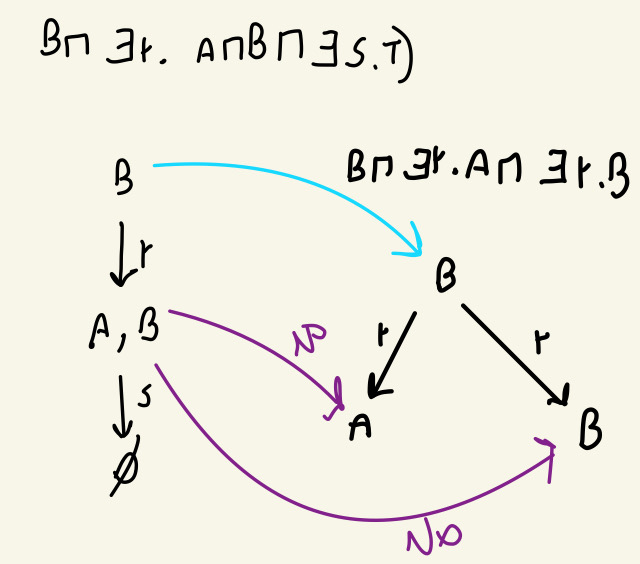 B⊓ ∃r. A⊓B⊓∃S.T)
B
B⊓∃r.A⊓ ∃r.B
r
B
A, B
No
r
r
S
A
B
∅
No